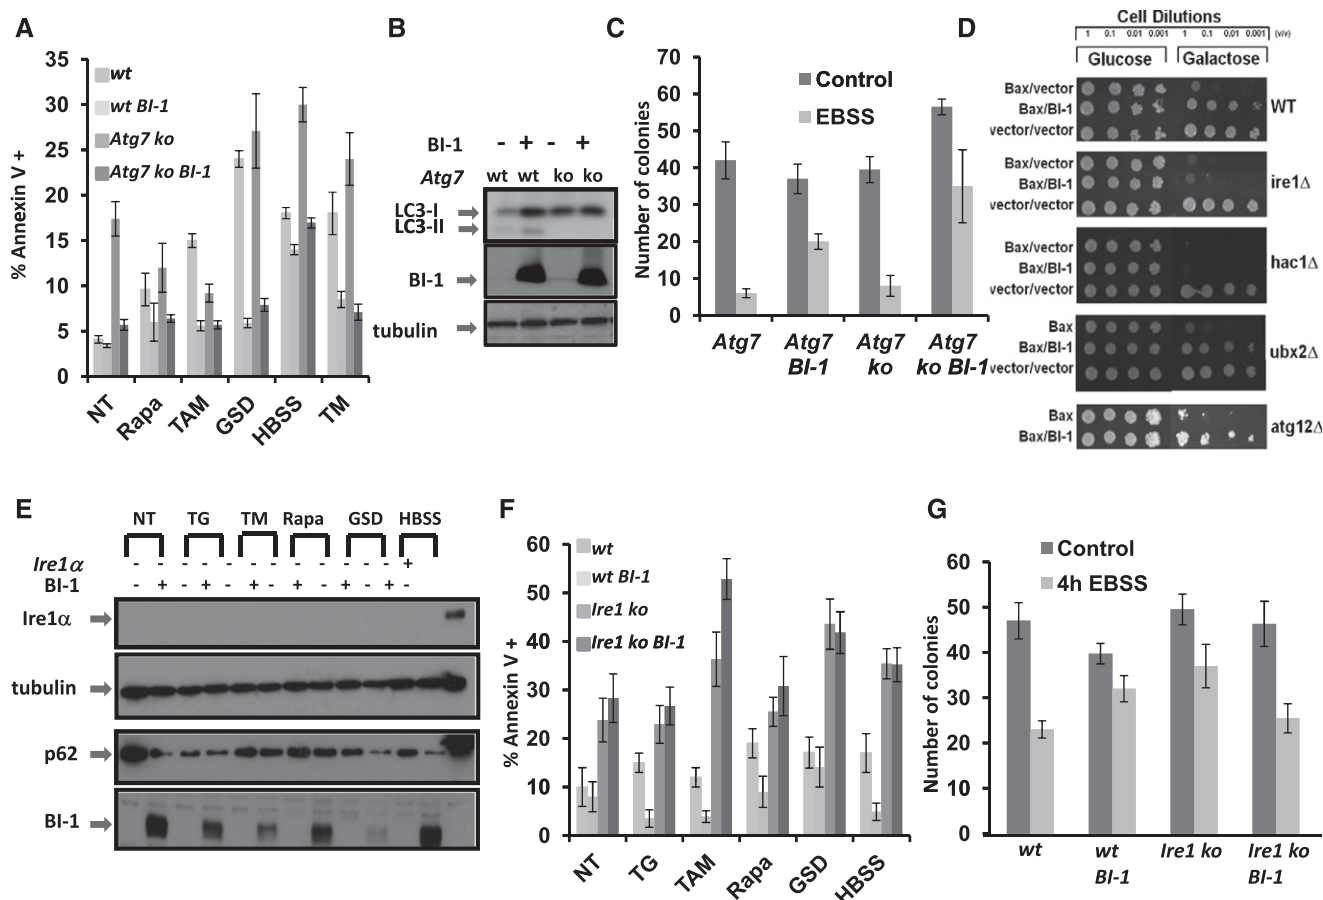 A
35
30
25
20
15
10
5
0
% Annexin V +
wt
wt BI-1
Atg7 ko
Atg7 ko BI-1
NT Rapa TAM GSD HBSS TM
B
BI-1 - + - +
Atg7 wt wt ko ko
LC3-I
LC3-II
BI-1
tubulin
C
70
60
50
40
30
20
10
0
Number of colonies
Control
EBSS
Atg7 Atg7 Atg7 Atg7
BI-1 ko ko BI-1
D
Cell Dilutions
1 0.1 0.01 0.001 1 0.1 0.01 0.001 (v/v)
Glucose Galactose
Bax/vector
Bax/BI-1 WT
vector/vector
Bax/vector
Bax/BI-1 ire1Δ
vector/vector
Bax/vector
Bax/BI-1 hac1Δ
vector/vector
Bax
Bax/BI-1 ubx2Δ
vector/vector
Bax
Bax/BI-1 atg12Δ
E
NT TG TM Rapa GSD HBSS
Ire1α - - - - - - - - - - - +
BI-1 - + - + - + - + - + - + -
Ire1α
tubulin
p62
BI-1
F
60
50
40
30
20
10
0
% Annexin V +
wt
wt BI-1
Ire1 ko
Ire1 ko BI-1
NT TG TAM Rapa GSD HBSS
G
60
50
40
30
20
10
0
Number of colonies
Control
4h EBSS
wt wt Ire1 ko Ire1 ko
BI-1 BI-1